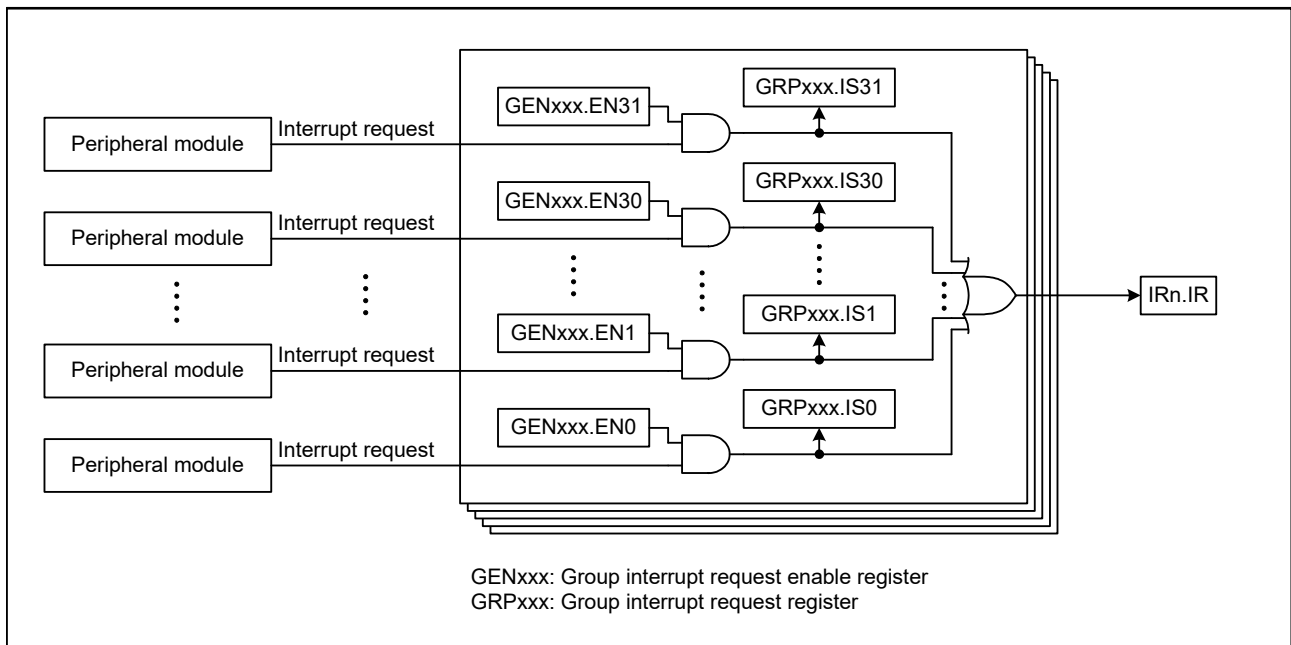 GRPxxx.IS31
GENxxx.EN31
Interrupt request
Peripheral module
GRPxxx.IS30
GENxxx.EN30
Interrupt request
Peripheral module
IRn.IR
GRPxxx.IS1
GENxxx.EN1
Interrupt request
Peripheral module
GRPxxx.IS0
GENxxx.EN0
Interrupt request
Peripheral module
GENxxx: Group interrupt request enable register
GRPxxx: Group interrupt request register